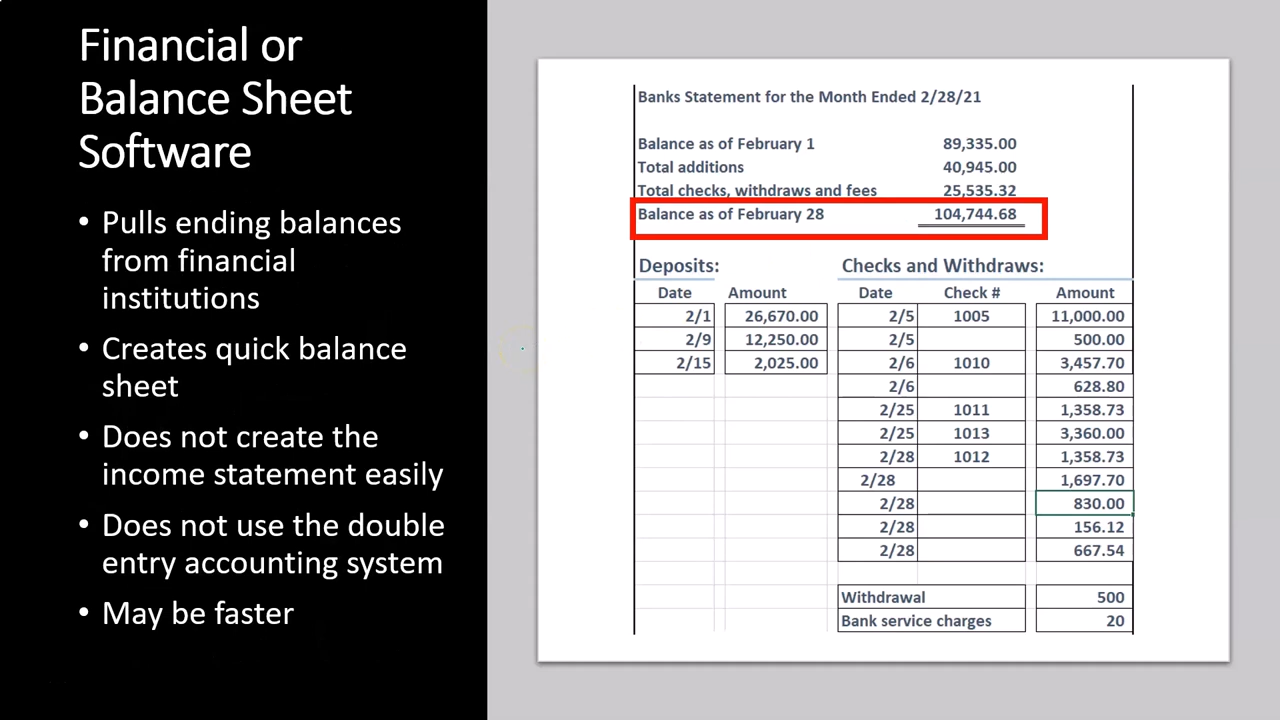 Financial or
Balance Sheet
Software
• Pulls ending balances
from financial
institutions
• Creates quick balance
sheet
• Does not create the
income statement easily
• Does not use the double
entry accounting system
• May be faster
Banks Statement for the Month Ended 2/28/21
Balance as of February 1 89,335.00
Total additions 40,945.00
Total checks, withdraws and fees 25,535.32
Balance as of February 28 104,744.68
Deposits: Checks and Withdraws:
Date Amount Date Check # Amount
2/1 26,670.00 2/5 1005 11,000.00
2/9 12,250.00 2/5 500.00
2/15 2,025.00 2/6 1010 3,457.70
2/6 628.80
2/25 1011 1,358.73
2/25 1013 3,360.00
2/28 1012 1,358.73
2/28 1,697.70
2/28 830.00
2/28 156.12
2/28 667.54
Withdrawal 500
Bank service charges 20